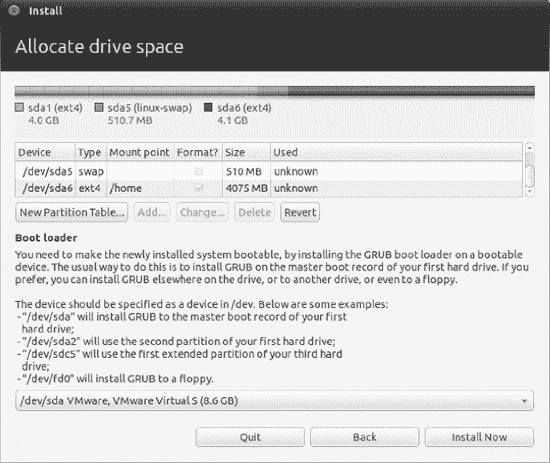 Install
Allocate drive space
sda1 (ext4) sda5 (linux-swap) sda6 (ext4)
4.0 GB 510.7 MB 4.1 GB
Device Type Mount point Format? Size Used
/dev/sda5 swap 510 MB unknown
/dev/sda6 ext4 /home 4075 MB unknown
New Partition Table... Add... Change... Delete Revert
Boot loader
You need to make the newly installed system bootable, by installing the GRUB boot loader on a bootable
device. The usual way to do this is to install GRUB on the master boot record of your first hard drive. If you
prefer, you can install GRUB elsewhere on the drive, or to another drive, or even to a floppy.
The device should be specified as a device in /dev. Below are some examples:
- "/dev/sda" will install GRUB to the master boot record of your first
hard drive;
- "/dev/sda2" will use the second partition of your first hard drive;
- "/dev/sdc5" will use the first extended partition of your third hard
drive;
- "/dev/fd0" will install GRUB to a floppy.
/dev/sda VMware, VMware Virtual S (8.6 GB)
Quit Back Install Now